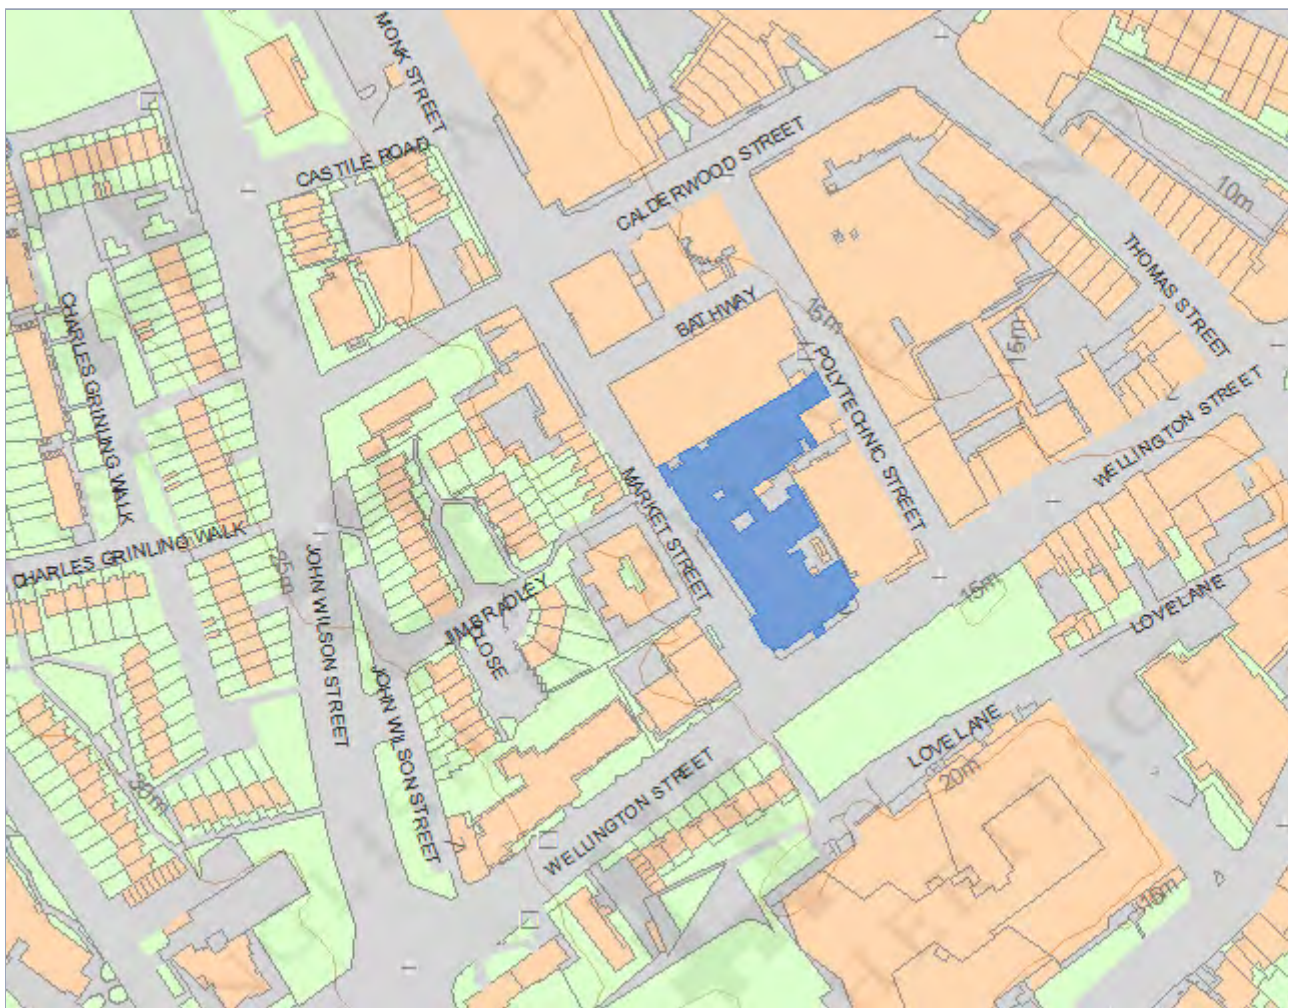 MONK STREET
CASTILE ROAD
CALDERWOOD STREET
10m
THOMAS STREET
CHARLES GRINLING WALK
BATHWAY
15m
15m
POLYTECHNIC STREET
WELLINGTON STREET
MARKET STREET
CHARLES GRINLING WALK
25m
JOHN WILSON STREET
JIM BRADLEY
CLOSE
15m
LOVE LANE
JOHN WILSON STREET
LOVE LANE
20m
30m
WELLINGTON STREET
15m